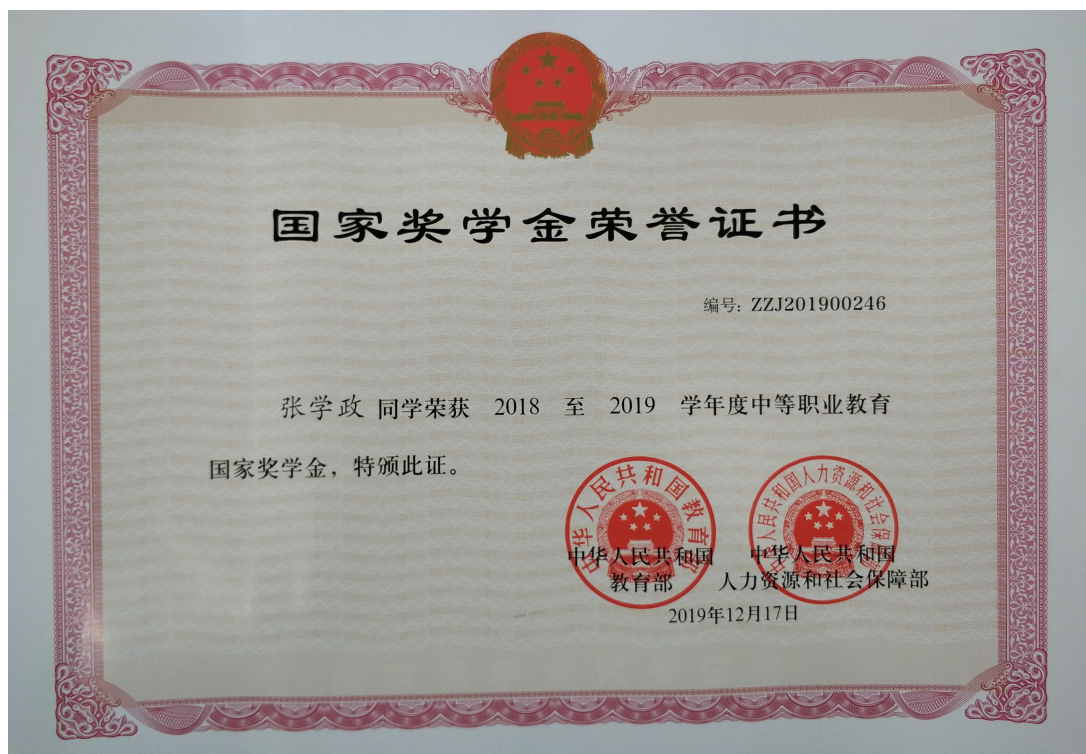 国家奖学金荣誉证书
编号：ZZJ201900246
张学政 同学荣获 2018 至 2019 学年度中等职业教育
国家奖学金，特颁此证。
中华人民共和国教育部
中华人民共和国人力资源和社会保障部
中华人民共和国
教育部
中华人民共和国
人力资源和社会保障部
2019年12月17日